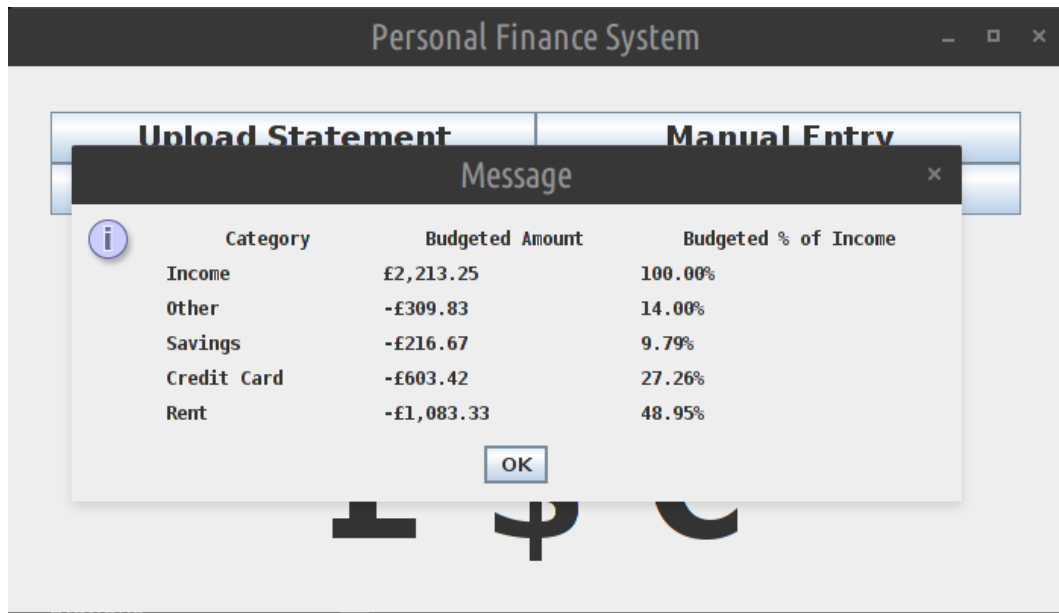 Personal Finance System
Upload Statement Manual Entry
Message
i
Category Budgeted Amount Budgeted % of Income
Income £2,213.25 100.00%
Other -£309.83 14.00%
Savings -£216.67 9.79%
Credit Card -£603.42 27.26%
Rent -£1,083.33 48.95%
OK